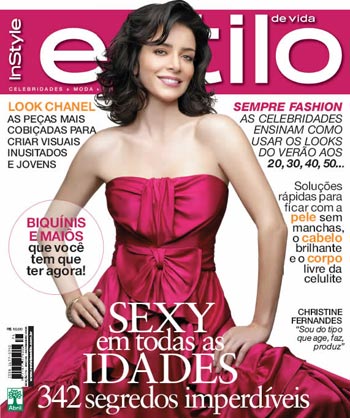 InStyle
estilo
de vida
CELEBRIDADES • MODA •
LOOK CHANEL
AS PEÇAS MAIS
COBIÇADAS PARA
CRIAR VISUAIS
INUSITADOS
E JOVENS
SEMPRE FASHION
AS CELEBRIDADES
ENSINAM COMO
USAR OS LOOKS
DO VERÃO AOS
20, 30, 40, 50...
Soluções
rápidas para
ficar com a
pele sem
manchas,
o cabelo
brilhante
e o corpo
livre da
celulite
BIQUÍNIS
E MAIÔS
que você
tem que
ter agora!
CHRISTINE
FERNANDES
"Sou do tipo
que age, faz,
produz"
SEXY
em todas as
IDADES
342 segredos imperdíveis
Abril